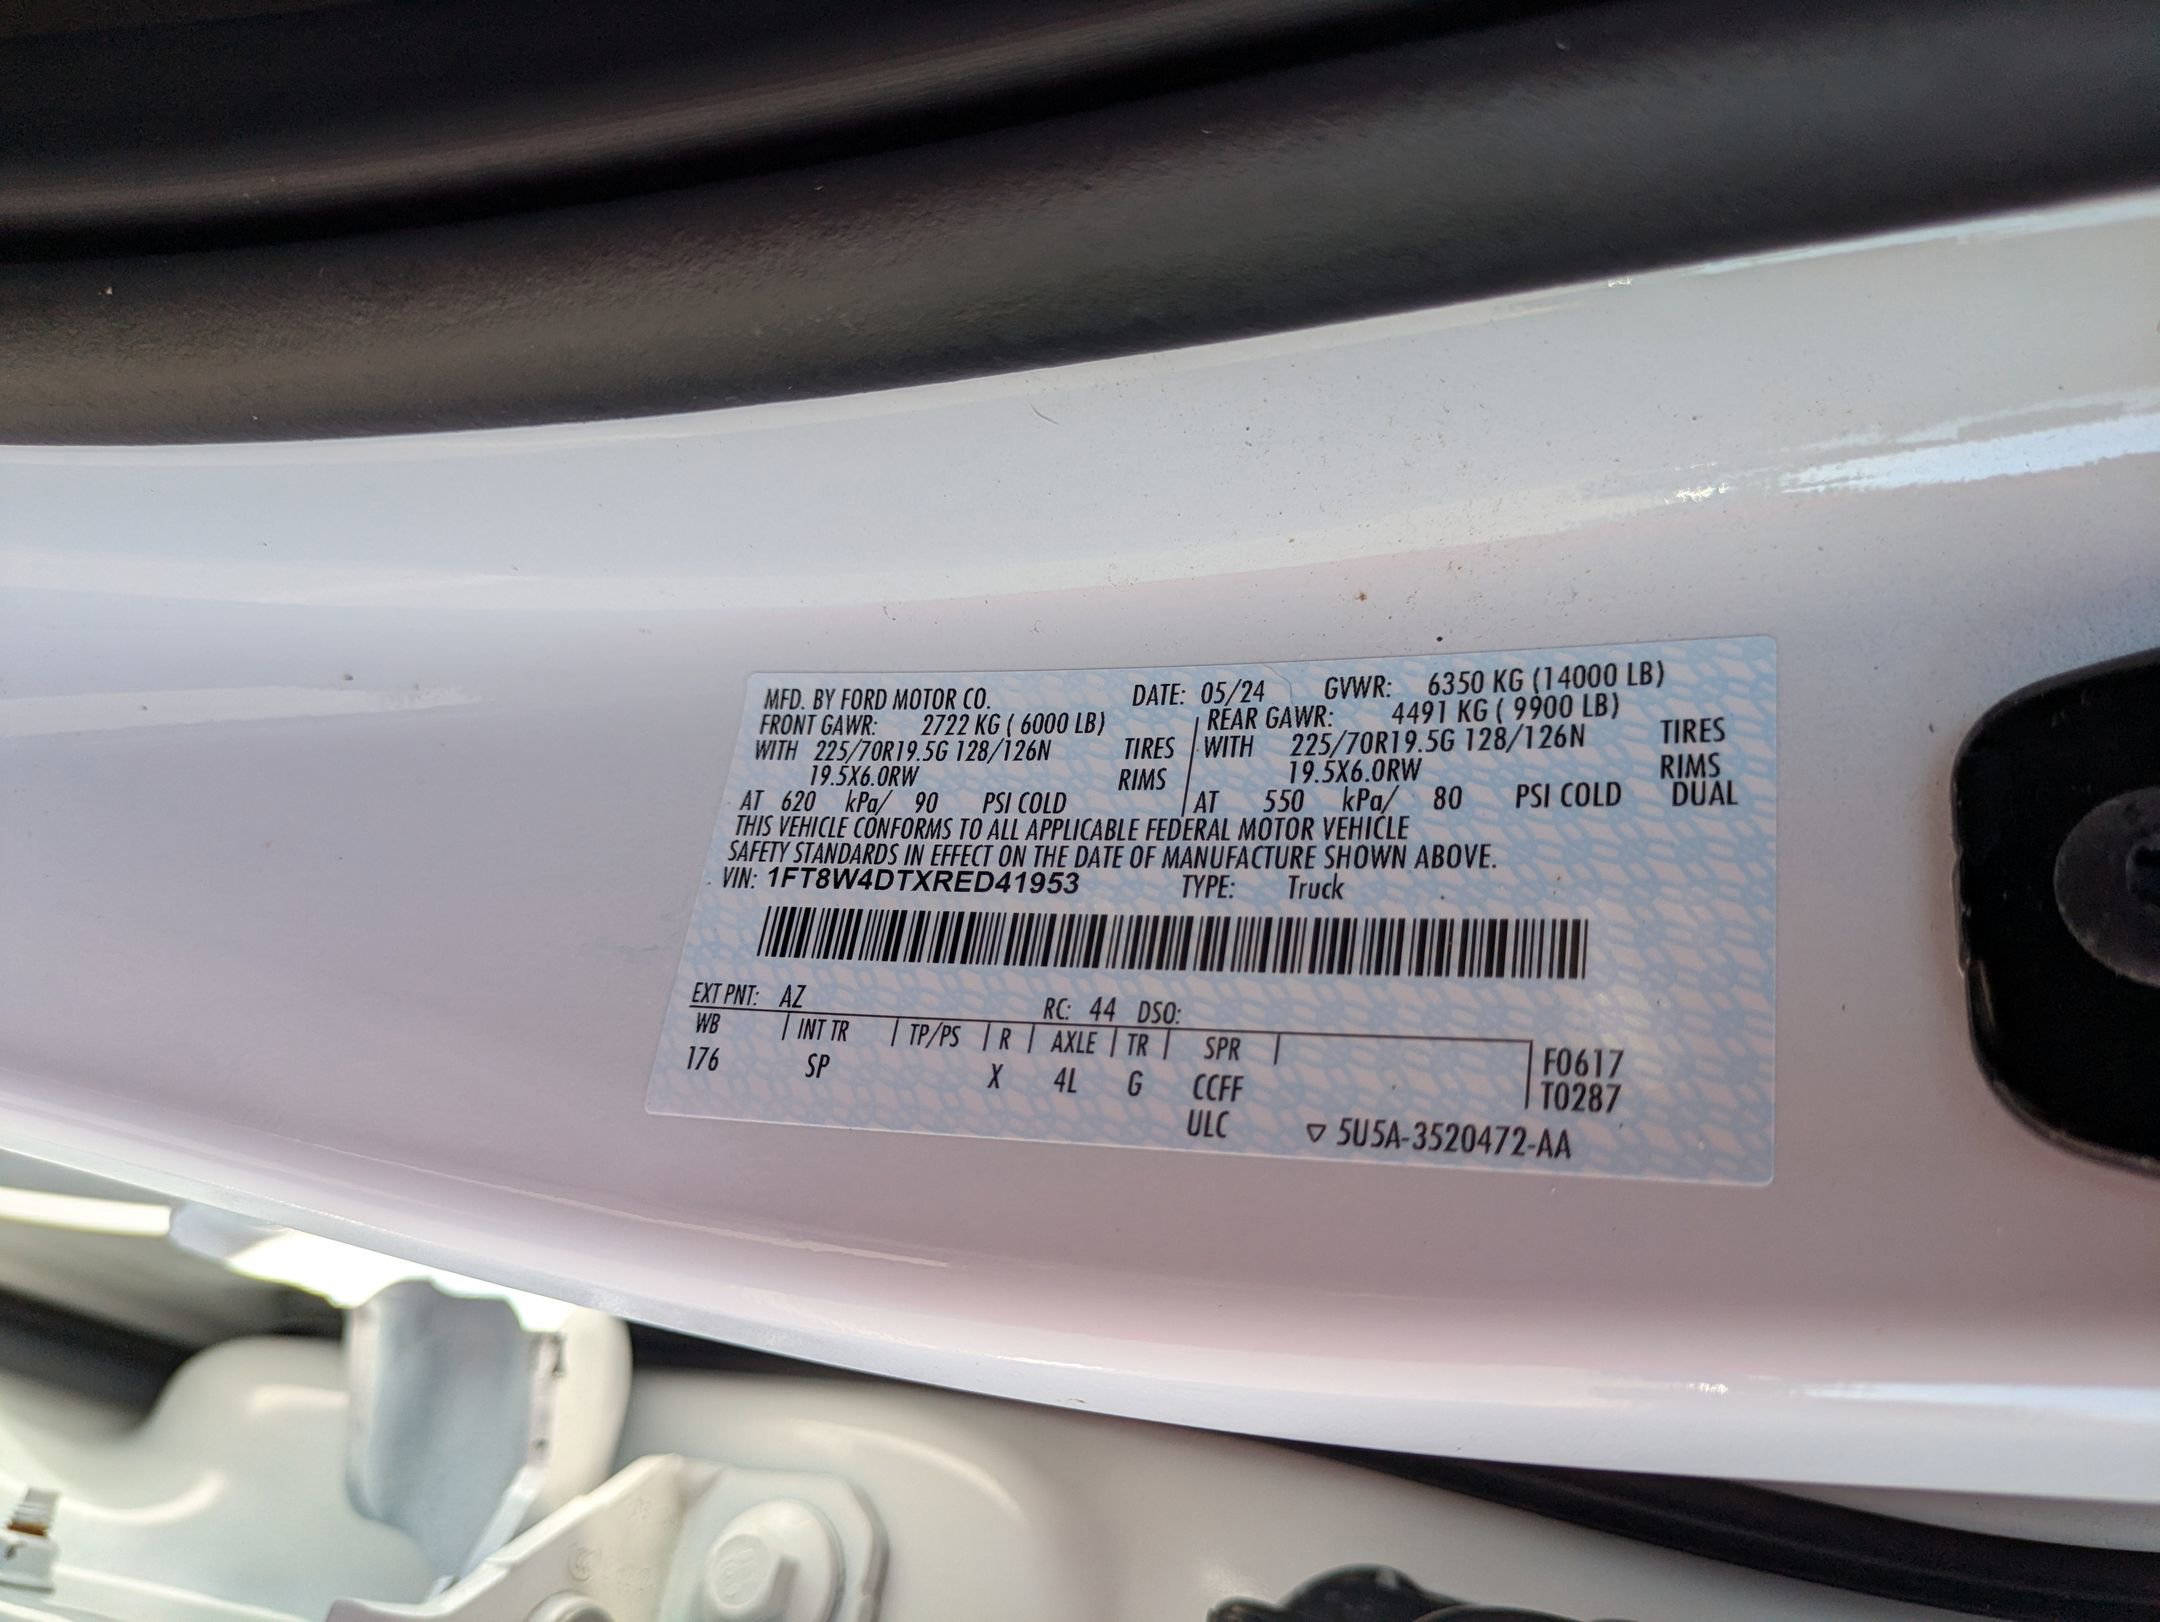 MFD. BY FORD MOTOR CO. DATE: 05/24 GVWR: 6350 KG (14000 LB)
FRONT GAWR: 2722 KG ( 6000 LB) REAR GAWR: 4491 KG ( 9900 LB)
WITH 225/70R19.5G 128/126N TIRES WITH 225/70R19.5G 128/126N TIRES
19.5X6.0RW RIMS 19.5X6.0RW RIMS
AT 620 kPa/ 90 PSI COLD AT 550 kPa/ 80 PSI COLD DUAL
THIS VEHICLE CONFORMS TO ALL APPLICABLE FEDERAL MOTOR VEHICLE
SAFETY STANDARDS IN EFFECT ON THE DATE OF MANUFACTURE SHOWN ABOVE.
VIN: 1FT8W4DTXRED41953 TYPE: Truck
EXT PNT: AZ RC: 44 DSO:
WB | INT TR | TP/PS | R | AXLE | TR | SPR | F0617
176 SP X 4L G CCFF T0287
ULC ▽ 5U5A-3520472-AA